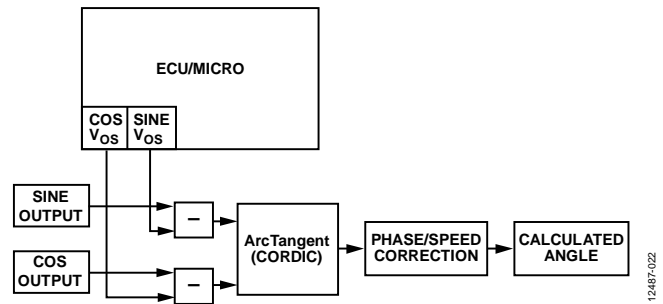 ECU/MICRO
COS
VOS
SINE
VOS
SINE
OUTPUT
−
COS
OUTPUT
−
ArcTangent
(CORDIC)
PHASE/SPEED
CORRECTION
CALCULATED
ANGLE
12487-022